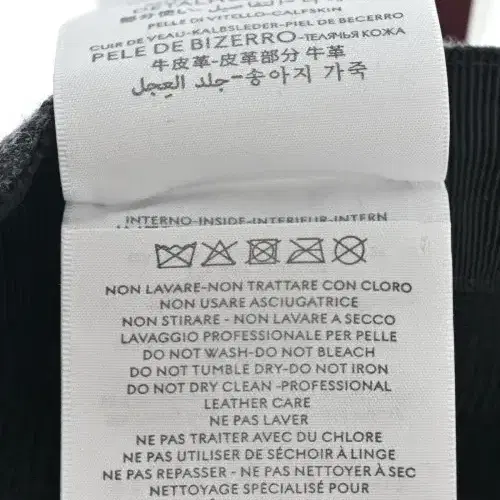 PELLE DI VITELLO-CALFSKIN
CUIR DE VEAU-KALBSLEDER-PIEL DE BECERRO
PELE DE BIZERRO-ТЕЛЯЧЬЯ КОЖА
牛皮革-皮革部分 牛革
جلد العجل-송아지 가죽
INTERNO-INSIDE-INTERIEUR-INTERN
NON LAVARE-NON TRATTARE CON CLORO
NON USARE ASCIUGATRICE
NON STIRARE - NON LAVARE A SECCO
LAVAGGIO PROFESSIONALE PER PELLE
DO NOT WASH-DO NOT BLEACH
DO NOT TUMBLE DRY-DO NOT IRON
DO NOT DRY CLEAN -PROFESSIONAL
LEATHER CARE
NE PAS LAVER
NE PAS TRAITER AVEC DU CHLORE
NE PAS UTILISER DE SÉCHOIR À LINGE
NE PAS REPASSER - NE PAS NETTOYER À SEC
NETTOYAGE SPÉCIALISÉ POUR